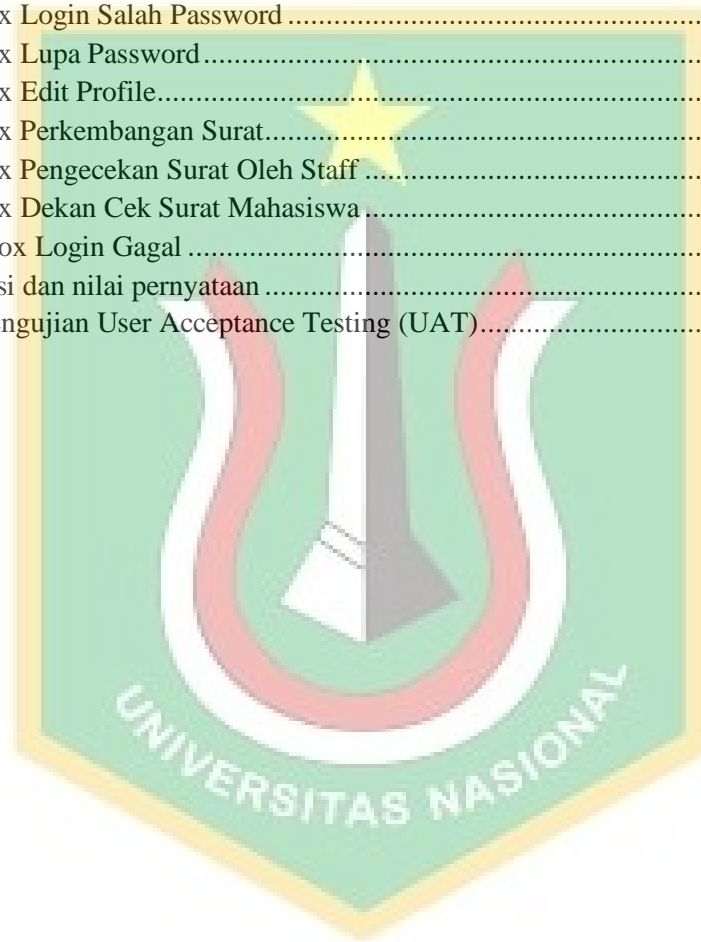 x Login Salah Password ........................................................
x Lupa Password ...................................................................
x Edit Profile.........................................................................
x Perkembangan Surat...........................................................
x Pengecekan Surat Oleh Staff ..............................................
x Dekan Cek Surat Mahasiswa ..............................................
ox Login Gagal .....................................................................
si dan nilai pernyataan ...........................................................
engujian User Acceptance Testing (UAT).............................
UNIVERSITAS NASIONAL